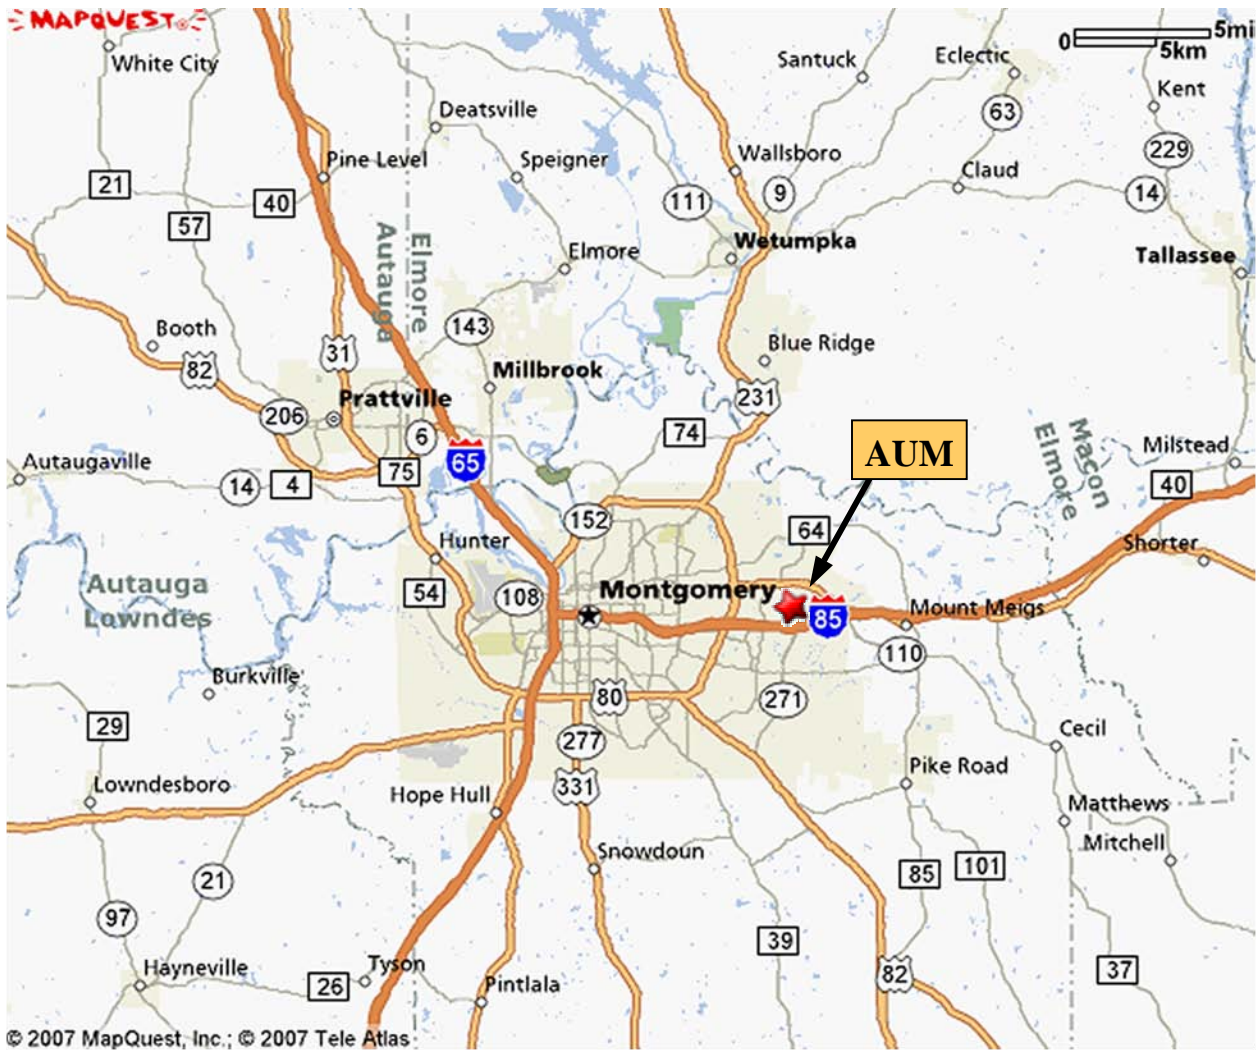 MAPQUEST
5mi
0
5km
White City
Santuck
Eclectic
Kent
Deatsville
63
Pine Level
Speigner
Wallsboro
229
21
40
111
9
Claud
14
57
Elmore
Autauga
Elmore
Wetumpka
Tallassee
Booth
143
31
Blue Ridge
82
Millbrook
206
Prattville
231
6
74
AUM
Macon
Elmore
Milstead
Autaugaville
65
75
14
4
40
152
64
Hunter
Shorter
Autauga
Lowndes
54
108
Montgomery
85
Mount Meigs
110
Burkville
80
271
29
277
Cecil
Lowndesboro
331
Hope Hull
Pike Road
Matthews
Mitchell
Snowdoun
21
85
101
97
39
Hayneville
Tyson
26
82
37
Pintlala
© 2007 MapQuest, Inc.; © 2007 Tele Atlas